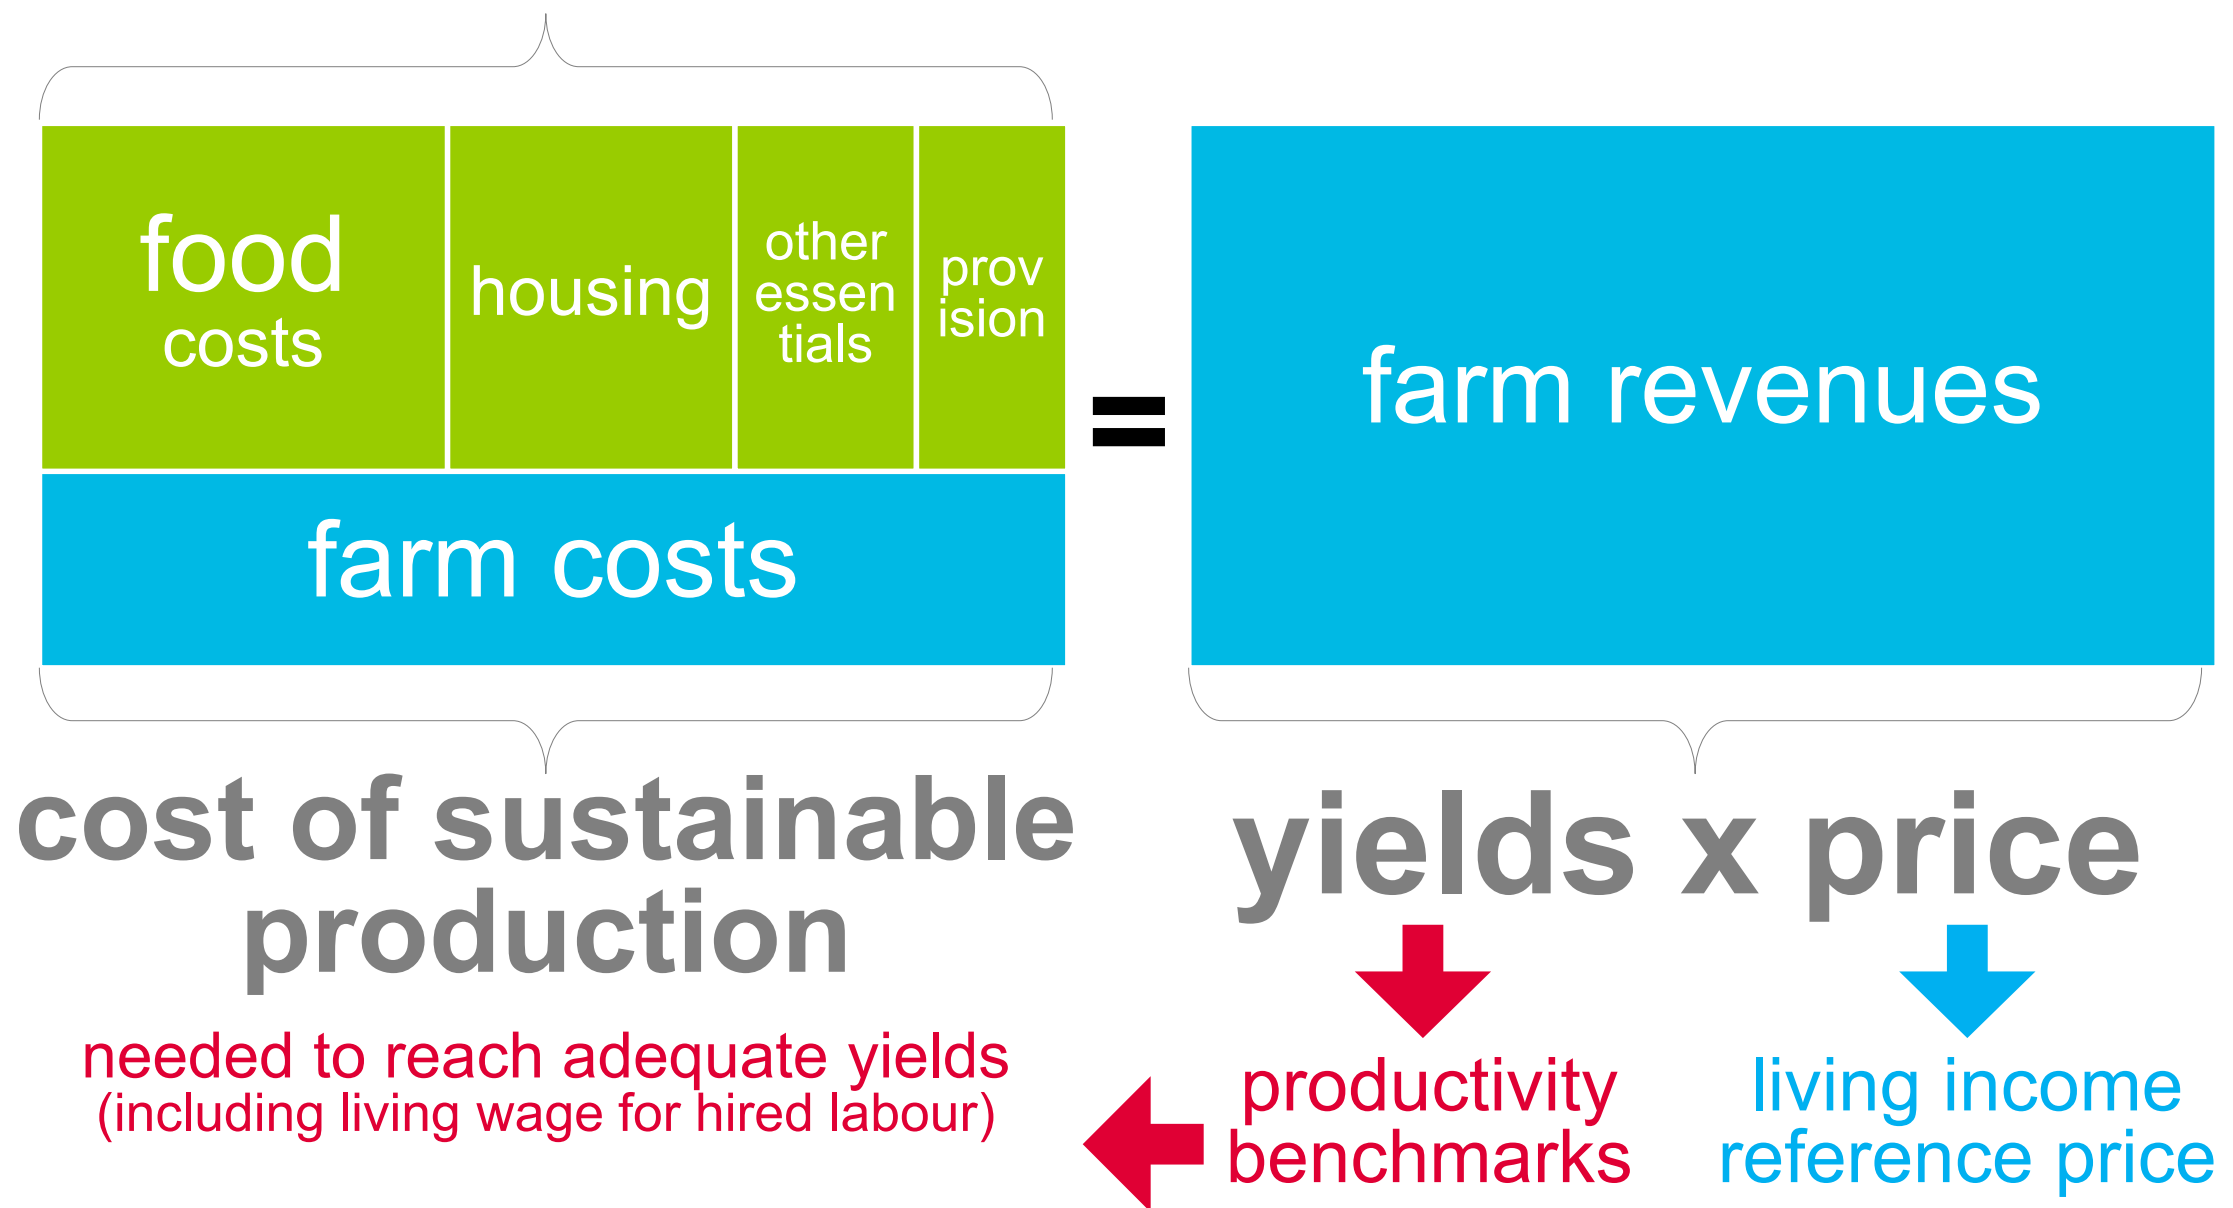 food
costs
housing
other
essen
tials
prov
ision
farm costs
=
farm revenues
cost of sustainable
production
needed to reach adequate yields
(including living wage for hired labour)
yields x price
productivity
benchmarks
living income
reference price